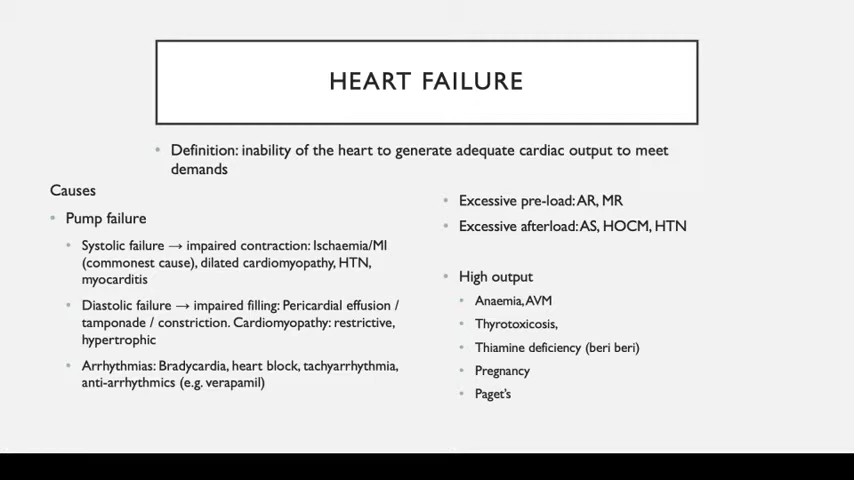 HEART FAILURE
• Definition: inability of the heart to generate adequate cardiac output to meet
demands
Causes
• Pump failure
• Systolic failure → impaired contraction: Ischaemia/MI
(commonest cause), dilated cardiomyopathy, HTN,
myocarditis
• Diastolic failure → impaired filling: Pericardial effusion /
tamponade / constriction. Cardiomyopathy: restrictive,
hypertrophic
• Arrhythmias: Bradycardia, heart block, tachyarrhythmia,
anti-arrhythmics (e.g. verapamil)
• Excessive pre-load: AR, MR
• Excessive afterload: AS, HOCM, HTN
• High output
• Anaemia, AVM
• Thyrotoxicosis,
• Thiamine deficiency (beri beri)
• Pregnancy
• Paget's